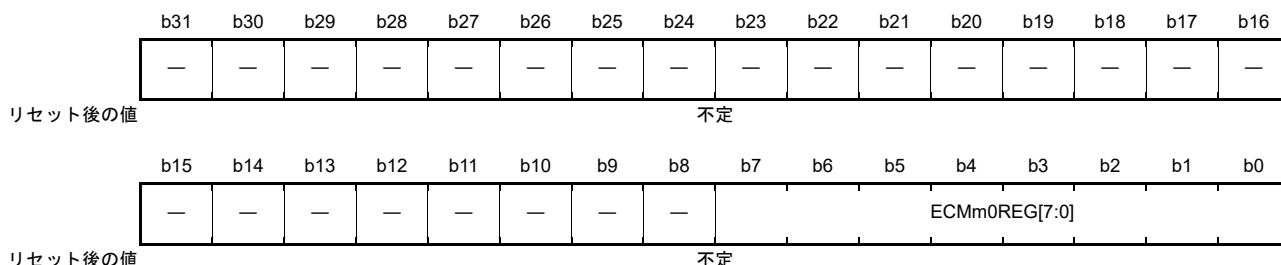 b31 b30 b29 b28 b27 b26 b25 b24 b23 b22 b21 b20 b19 b18 b17 b16
— — — — — — — — — — — — — — — —
リセット後の値 不定
b15 b14 b13 b12 b11 b10 b9 b8 b7 b6 b5 b4 b3 b2 b1 b0
— — — — — — — — ECMm0REG[7:0]
リセット後の値 不定